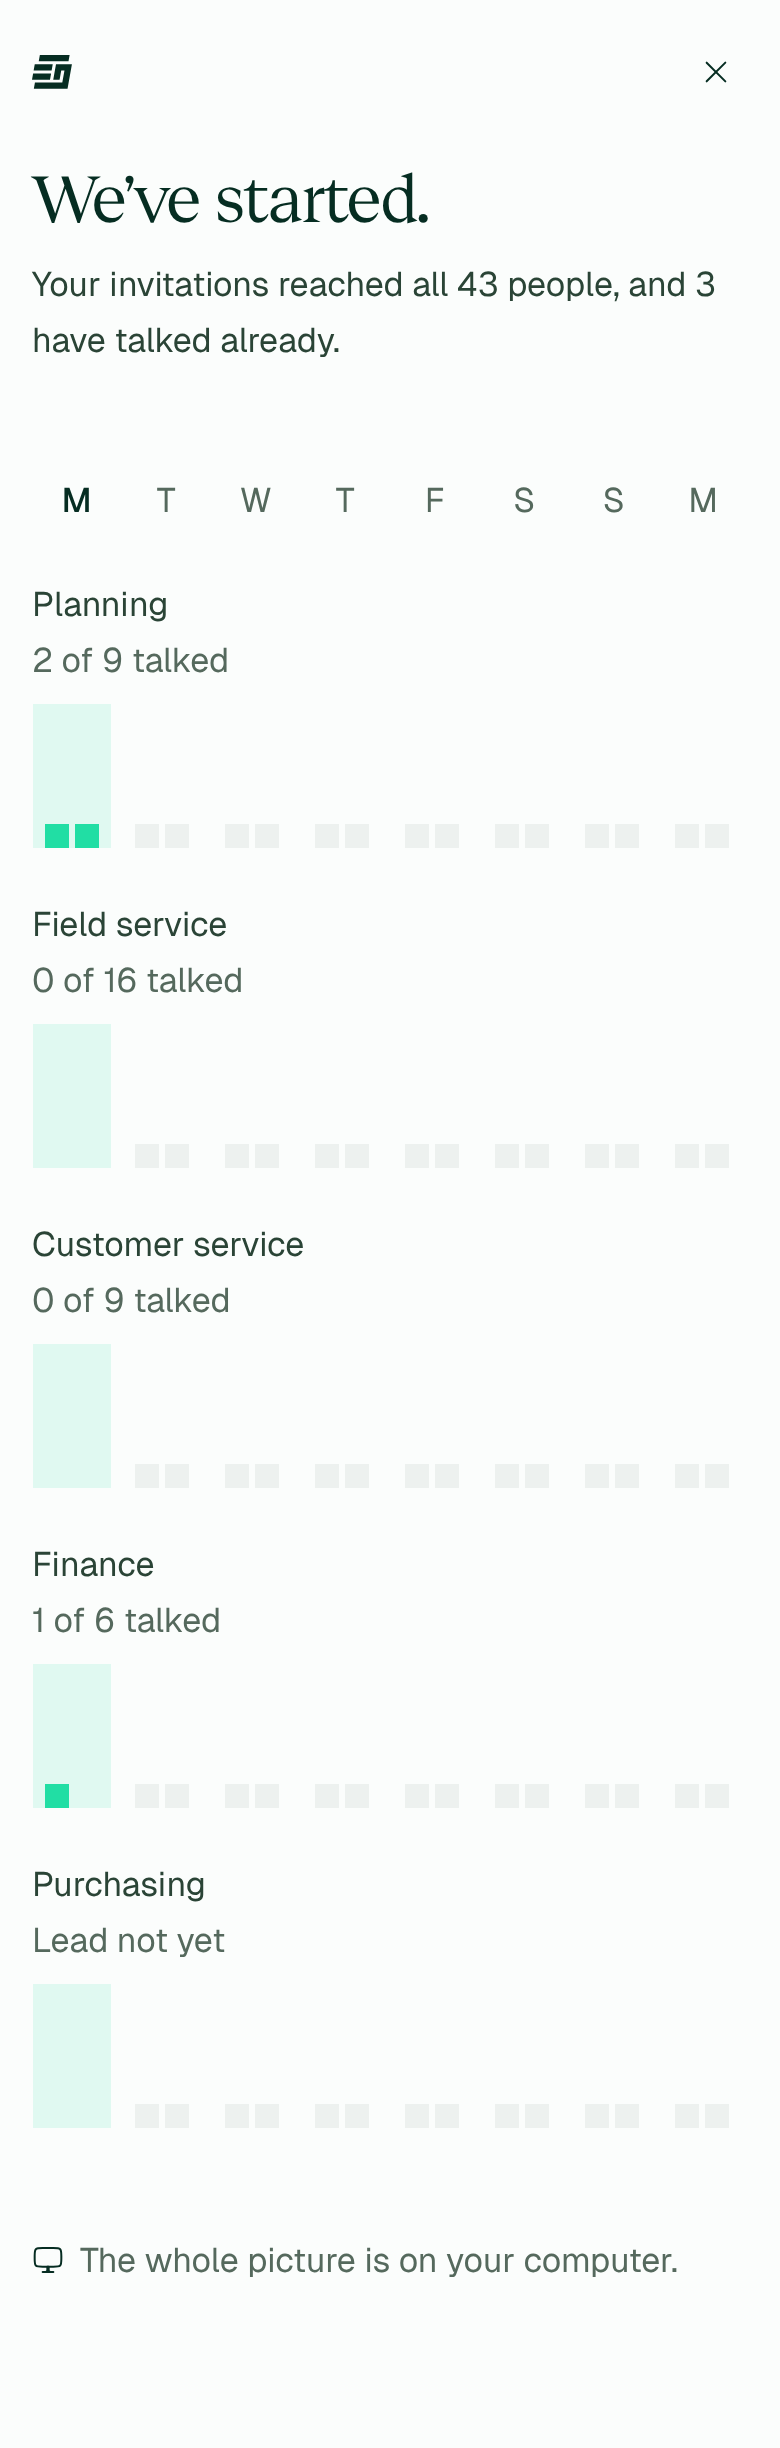 We’ve started.
Your invitations reached all 43 people, and 3
have talked already.
M T W T F S S M
Planning
2 of 9 talked
Field service
0 of 16 talked
Customer service
0 of 9 talked
Finance
1 of 6 talked
Purchasing
Lead not yet
The whole picture is on your computer.